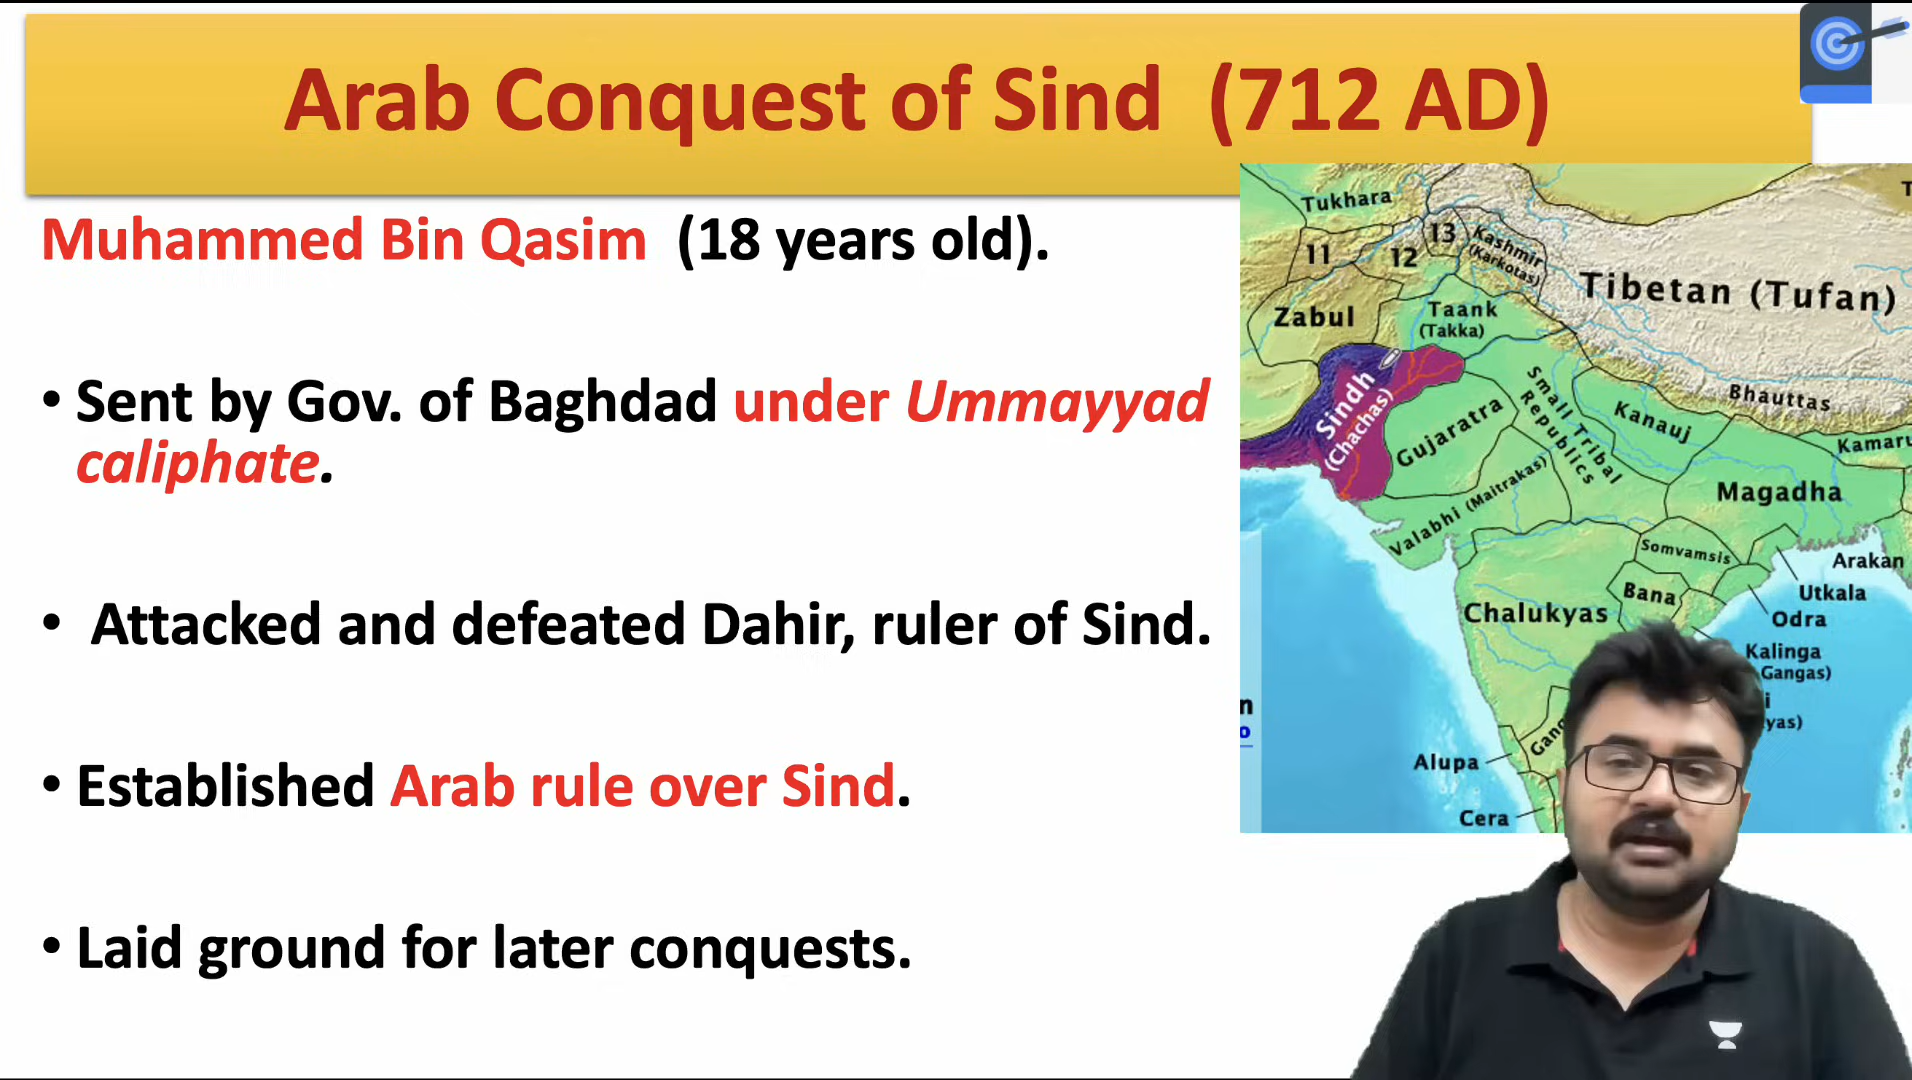 Arab Conquest of Sind (712 AD)
Muhammed Bin Qasim (18 years old).
• Sent by Gov. of Baghdad under Ummayyad
caliphate.
• Attacked and defeated Dahir, ruler of Sind.
• Established Arab rule over Sind.
• Laid ground for later conquests.
Tukhara
11
12
13
Kashmir
(Karkotas)
Tibetan (Tufan)
Zabul
Taank
(Takka)
Sindh
(Chachas)
Gujaratra
Small Tribal
Republics
Kanauj
Bhauttas
Kamaru
Magadha
Valabhi (Maitrakas)
Somvamsis
Arakan
Bana
Utkala
Chalukyas
Odra
Kalinga
Gangas)
i
yas)
n
o
Gang
Alupa
Cera